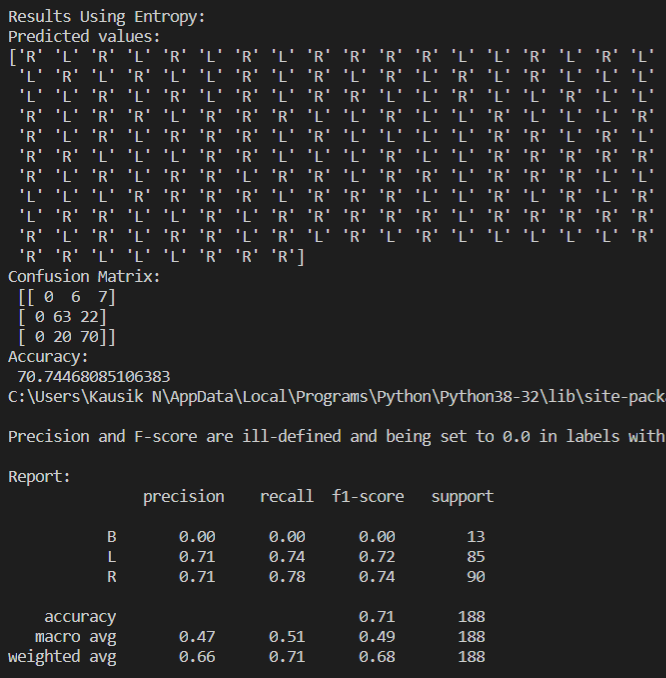 Results Using Entropy:
Predicted values:
['R' 'L' 'R' 'L' 'R' 'L' 'R' 'L' 'R' 'R' 'R' 'R' 'L' 'L' 'R' 'L' 'R' 'L'
'L' 'R' 'L' 'R' 'L' 'L' 'R' 'L' 'R' 'L' 'R' 'L' 'R' 'L' 'R' 'L' 'L' 'L'
'L' 'L' 'R' 'L' 'R' 'L' 'R' 'L' 'R' 'R' 'L' 'L' 'R' 'L' 'L' 'R' 'L' 'L'
'R' 'L' 'R' 'L' 'R' 'R' 'L' 'L' 'L' 'R' 'L' 'L' 'R' 'L' 'L' 'L' 'L' 'R'
'R' 'L' 'R' 'L' 'R' 'L' 'R' 'R' 'L' 'R' 'L' 'L' 'L' 'R' 'R' 'L' 'R' 'L'
'R' 'R' 'L' 'L' 'L' 'R' 'R' 'L' 'L' 'L' 'R' 'L' 'L' 'R' 'R' 'R' 'R' 'R'
'R' 'L' 'R' 'L' 'R' 'L' 'R' 'R' 'L' 'R' 'L' 'R' 'L' 'R' 'R' 'R' 'L' 'L'
'L' 'L' 'L' 'R' 'R' 'R' 'R' 'L' 'R' 'R' 'R' 'L' 'L' 'R' 'L' 'R' 'L' 'R'
'L' 'R' 'R' 'L' 'L' 'L' 'R' 'L' 'R' 'R' 'R' 'R' 'L' 'R' 'R' 'R' 'R' 'R'
'R' 'L' 'R' 'L' 'R' 'R' 'L' 'R' 'L' 'R' 'L' 'R' 'L' 'L' 'L' 'L' 'L' 'R'
'R' 'R' 'L' 'L' 'L' 'R' 'R' 'R']
Confusion Matrix:
[[ 0 6 7]
[ 0 63 22]
[ 0 20 70]]
Accuracy:
70.74468085106383
C:\Users\Kausik N\AppData\Local\Programs\Python\Python38-32\lib\site-pack
Precision and F-score are ill-defined and being set to 0.0 in labels with
Report:
precision recall f1-score support
B 0.00 0.00 0.00 13
L 0.71 0.74 0.72 85
R 0.71 0.78 0.74 90
accuracy 0.71 188
macro avg 0.47 0.51 0.49 188
weighted avg 0.66 0.71 0.68 188